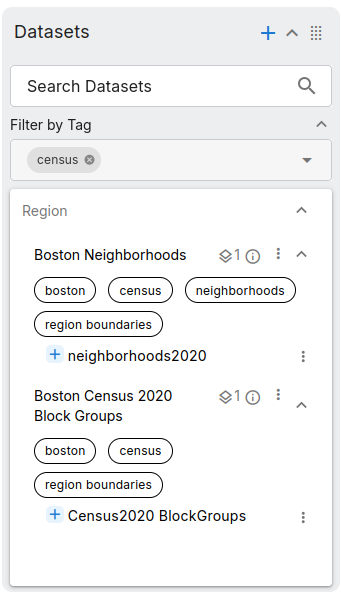 Datasets
Search Datasets
Filter by Tag
census
Region
Boston Neighborhoods 1
boston census neighborhoods
region boundaries
neighborhoods2020
Boston Census 2020 1
Block Groups
boston census
region boundaries
Census2020 BlockGroups